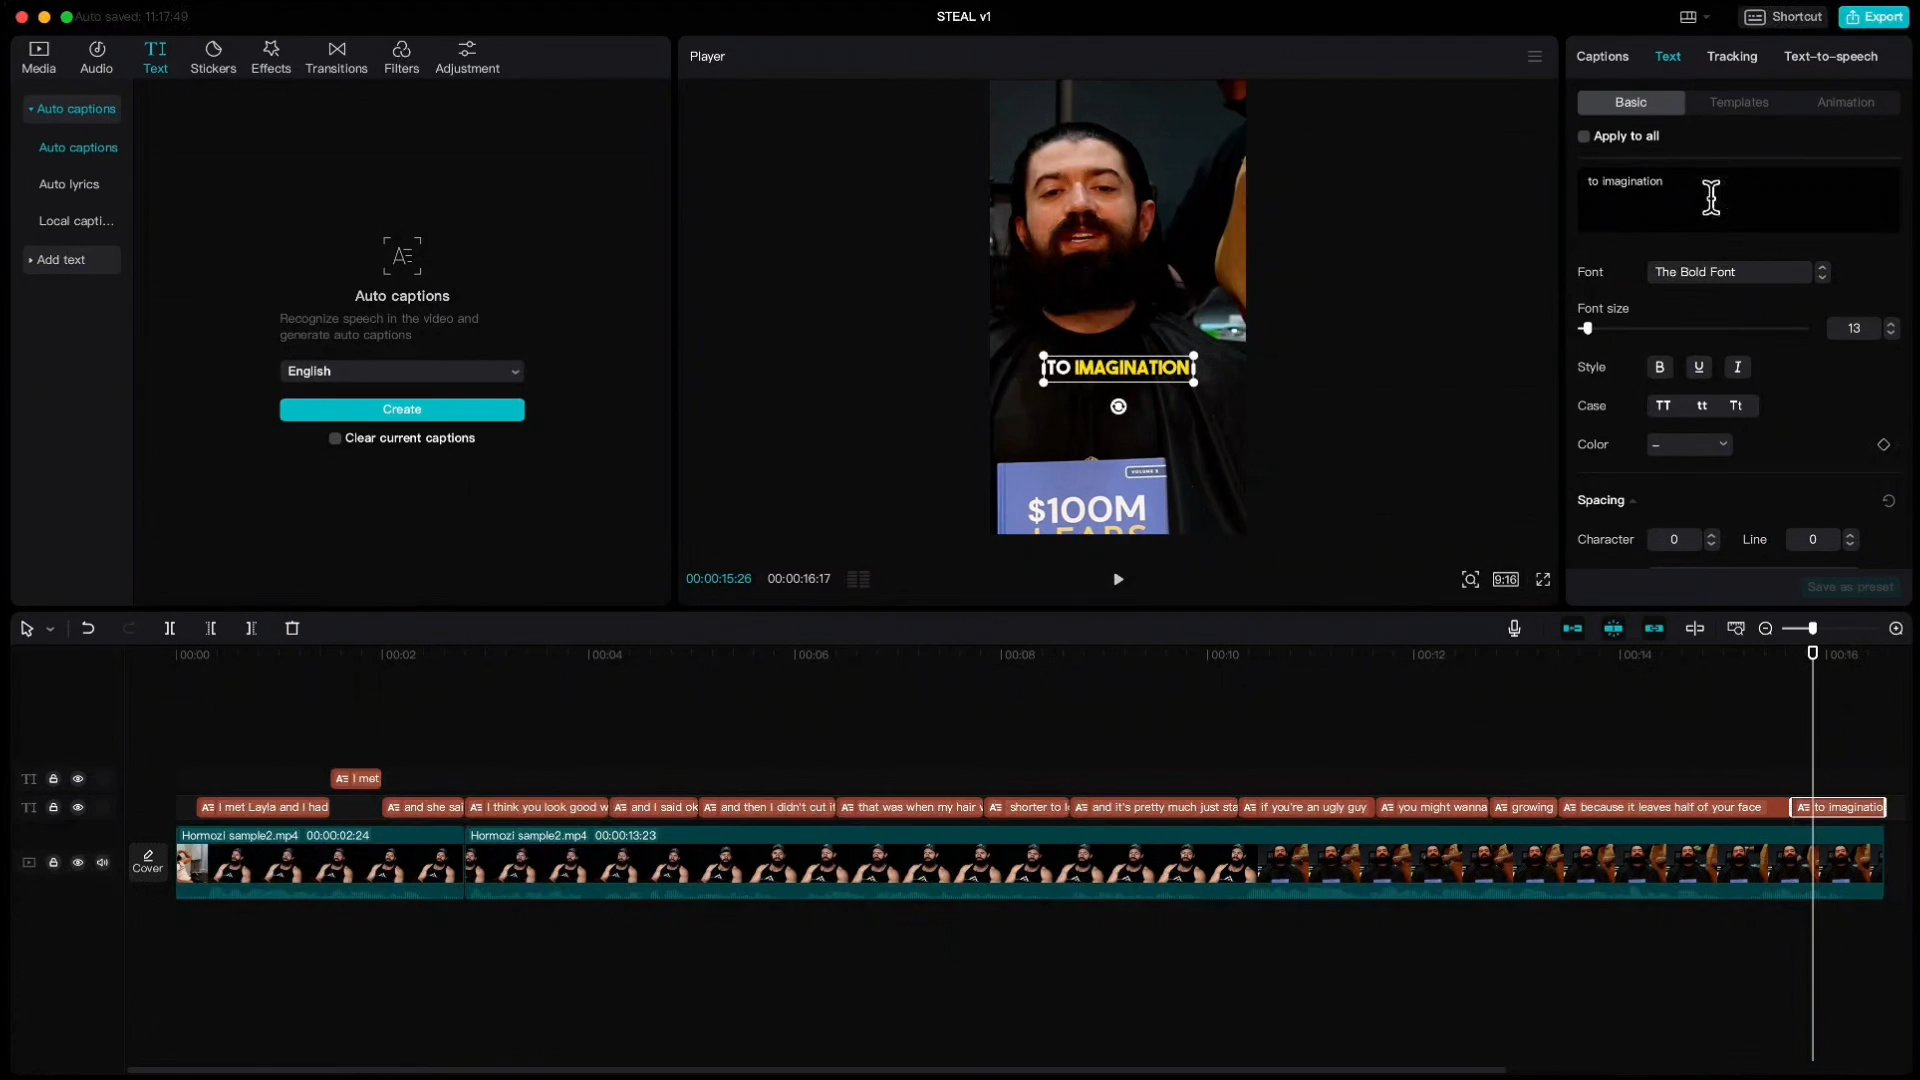 Auto saved: 11:17:49
STEAL v1
Shortcut
Export
Media
Audio
Text
Stickers
Effects
Transitions
Filters
Adjustment
Auto captions
Auto captions
Auto lyrics
Local capti...
Add text
Auto captions
Recognize speech in the video and
generate auto captions
English
Create
Clear current captions
Player
TO IMAGINATION
VOLUME
$100M
00:00:15:26
00:00:16:17
9:16
Captions
Text
Tracking
Text-to-speech
Basic
Templates
Animation
Apply to all
to imagination
Font
The Bold Font
Font size
13
Style
B
U
I
Case
TT
tt
Tt
Color
–
Spacing
Character
0
Line
0
Save as preset
00:00
00:02
00:04
00:06
00:08
00:10
00:12
00:14
00:16
I met
I met Layla and I had
and she sai
I think you look good w
and I said ok
and then I didn't cut it
that was when my hair
shorter to l
and it's pretty much just sta
if you're an ugly guy
you might wanna
growing
because it leaves half of your face
to imaginatio
Hormozi sample2.mp4 00:00:02:24
Hormozi sample2.mp4 00:00:13:23
Cover